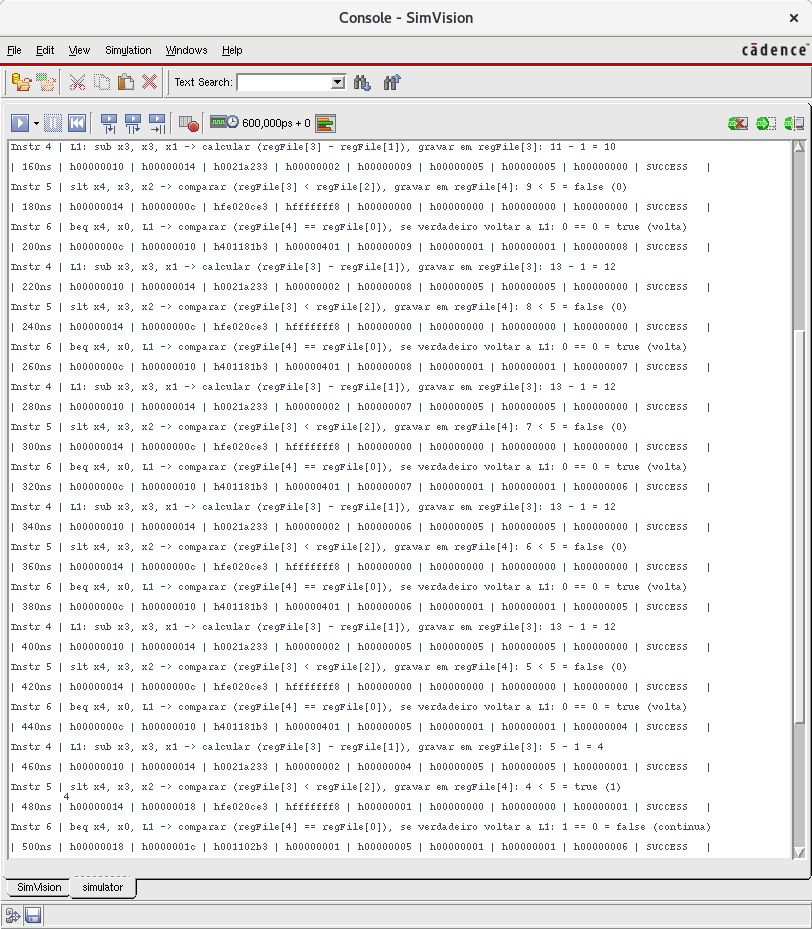 Console - SimVision
File Edit View Simulation Windows Help
cādence
Text Search:
600,000ps + 0
Instr 4 | L1: sub x3, x3, x1 -> calcular (regFile[3] - regFile[1]), gravar em regFile[3]: 11 - 1 = 10
| 160ns | h00000010 | h00000014 | h0021a233 | h00000002 | h00000009 | h00000005 | h00000005 | h00000000 | SUCCESS |
Instr 5 | slt x4, x3, x2 -> comparar (regFile[3] < regFile[2]), gravar em regFile[4]: 9 < 5 = false (0)
| 180ns | h00000014 | h0000000c | hfe020ce3 | hfffffff8 | h00000000 | h00000000 | h00000000 | h00000000 | SUCCESS |
Instr 6 | beq x4, x0, L1 -> comparar (regFile[4] == regFile[0]), se verdadeiro voltar a L1: 0 == 0 = true (volta)
| 200ns | h0000000c | h00000010 | h401181b3 | h00000401 | h00000009 | h00000001 | h00000001 | h00000008 | SUCCESS |
Instr 4 | L1: sub x3, x3, x1 -> calcular (regFile[3] - regFile[1]), gravar em regFile[3]: 13 - 1 = 12
| 220ns | h00000010 | h00000014 | h0021a233 | h00000002 | h00000008 | h00000005 | h00000005 | h00000000 | SUCCESS |
Instr 5 | slt x4, x3, x2 -> comparar (regFile[3] < regFile[2]), gravar em regFile[4]: 8 < 5 = false (0)
| 240ns | h00000014 | h0000000c | hfe020ce3 | hfffffff8 | h00000000 | h00000000 | h00000000 | h00000000 | SUCCESS |
Instr 6 | beq x4, x0, L1 -> comparar (regFile[4] == regFile[0]), se verdadeiro voltar a L1: 0 == 0 = true (volta)
| 260ns | h0000000c | h00000010 | h401181b3 | h00000401 | h00000008 | h00000001 | h00000001 | h00000007 | SUCCESS |
Instr 4 | L1: sub x3, x3, x1 -> calcular (regFile[3] - regFile[1]), gravar em regFile[3]: 13 - 1 = 12
| 280ns | h00000010 | h00000014 | h0021a233 | h00000002 | h00000007 | h00000005 | h00000005 | h00000000 | SUCCESS |
Instr 5 | slt x4, x3, x2 -> comparar (regFile[3] < regFile[2]), gravar em regFile[4]: 7 < 5 = false (0)
| 300ns | h00000014 | h0000000c | hfe020ce3 | hfffffff8 | h00000000 | h00000000 | h00000000 | h00000000 | SUCCESS |
Instr 6 | beq x4, x0, L1 -> comparar (regFile[4] == regFile[0]), se verdadeiro voltar a L1: 0 == 0 = true (volta)
| 320ns | h0000000c | h00000010 | h401181b3 | h00000401 | h00000007 | h00000001 | h00000001 | h00000006 | SUCCESS |
Instr 4 | L1: sub x3, x3, x1 -> calcular (regFile[3] - regFile[1]), gravar em regFile[3]: 13 - 1 = 12
| 340ns | h00000010 | h00000014 | h0021a233 | h00000002 | h00000006 | h00000005 | h00000005 | h00000000 | SUCCESS |
Instr 5 | slt x4, x3, x2 -> comparar (regFile[3] < regFile[2]), gravar em regFile[4]: 6 < 5 = false (0)
| 360ns | h00000014 | h0000000c | hfe020ce3 | hfffffff8 | h00000000 | h00000000 | h00000000 | h00000000 | SUCCESS |
Instr 6 | beq x4, x0, L1 -> comparar (regFile[4] == regFile[0]), se verdadeiro voltar a L1: 0 == 0 = true (volta)
| 380ns | h0000000c | h00000010 | h401181b3 | h00000401 | h00000006 | h00000001 | h00000001 | h00000005 | SUCCESS |
Instr 4 | L1: sub x3, x3, x1 -> calcular (regFile[3] - regFile[1]), gravar em regFile[3]: 13 - 1 = 12
| 400ns | h00000010 | h00000014 | h0021a233 | h00000002 | h00000005 | h00000005 | h00000005 | h00000000 | SUCCESS |
Instr 5 | slt x4, x3, x2 -> comparar (regFile[3] < regFile[2]), gravar em regFile[4]: 5 < 5 = false (0)
| 420ns | h00000014 | h0000000c | hfe020ce3 | hfffffff8 | h00000000 | h00000000 | h00000000 | h00000000 | SUCCESS |
Instr 6 | beq x4, x0, L1 -> comparar (regFile[4] == regFile[0]), se verdadeiro voltar a L1: 0 == 0 = true (volta)
| 440ns | h0000000c | h00000010 | h401181b3 | h00000401 | h00000005 | h00000001 | h00000001 | h00000004 | SUCCESS |
Instr 4 | L1: sub x3, x3, x1 -> calcular (regFile[3] - regFile[1]), gravar em regFile[3]: 5 - 1 = 4
| 460ns | h00000010 | h00000014 | h0021a233 | h00000002 | h00000004 | h00000005 | h00000005 | h00000001 | SUCCESS |
Instr 5 | slt x4, x3, x2 -> comparar (regFile[3] < regFile[2]), gravar em regFile[4]: 4 < 5 = true (1)
4
| 480ns | h00000014 | h00000018 | hfe020ce3 | hfffffff8 | h00000001 | h00000000 | h00000000 | h00000001 | SUCCESS |
Instr 6 | beq x4, x0, L1 -> comparar (regFile[4] == regFile[0]), se verdadeiro voltar a L1: 1 == 0 = false (continua)
| 500ns | h00000018 | h0000001c | h001102b3 | h00000001 | h00000005 | h00000001 | h00000001 | h00000006 | SUCCESS |
SimVision simulator